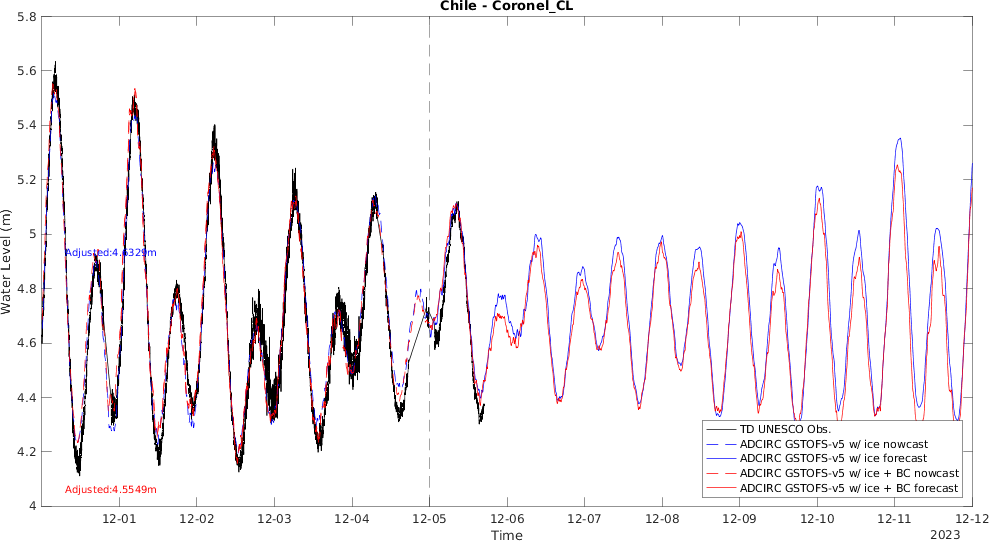 Chile - Coronel_CL
5.8
5.6
5.4
5.2
5
4.8
4.6
4.4
4.2
4
Water Level (m)
Adjusted:4.6329m
Adjusted:4.5549m
TD UNESCO Obs.
ADCIRC GSTOFS-v5 w/ ice nowcast
ADCIRC GSTOFS-v5 w/ ice forecast
ADCIRC GSTOFS-v5 w/ ice + BC nowcast
ADCIRC GSTOFS-v5 w/ ice + BC forecast
12-01 12-02 12-03 12-04 12-05 12-06 12-07 12-08 12-09 12-10 12-11 12-12
Time
2023